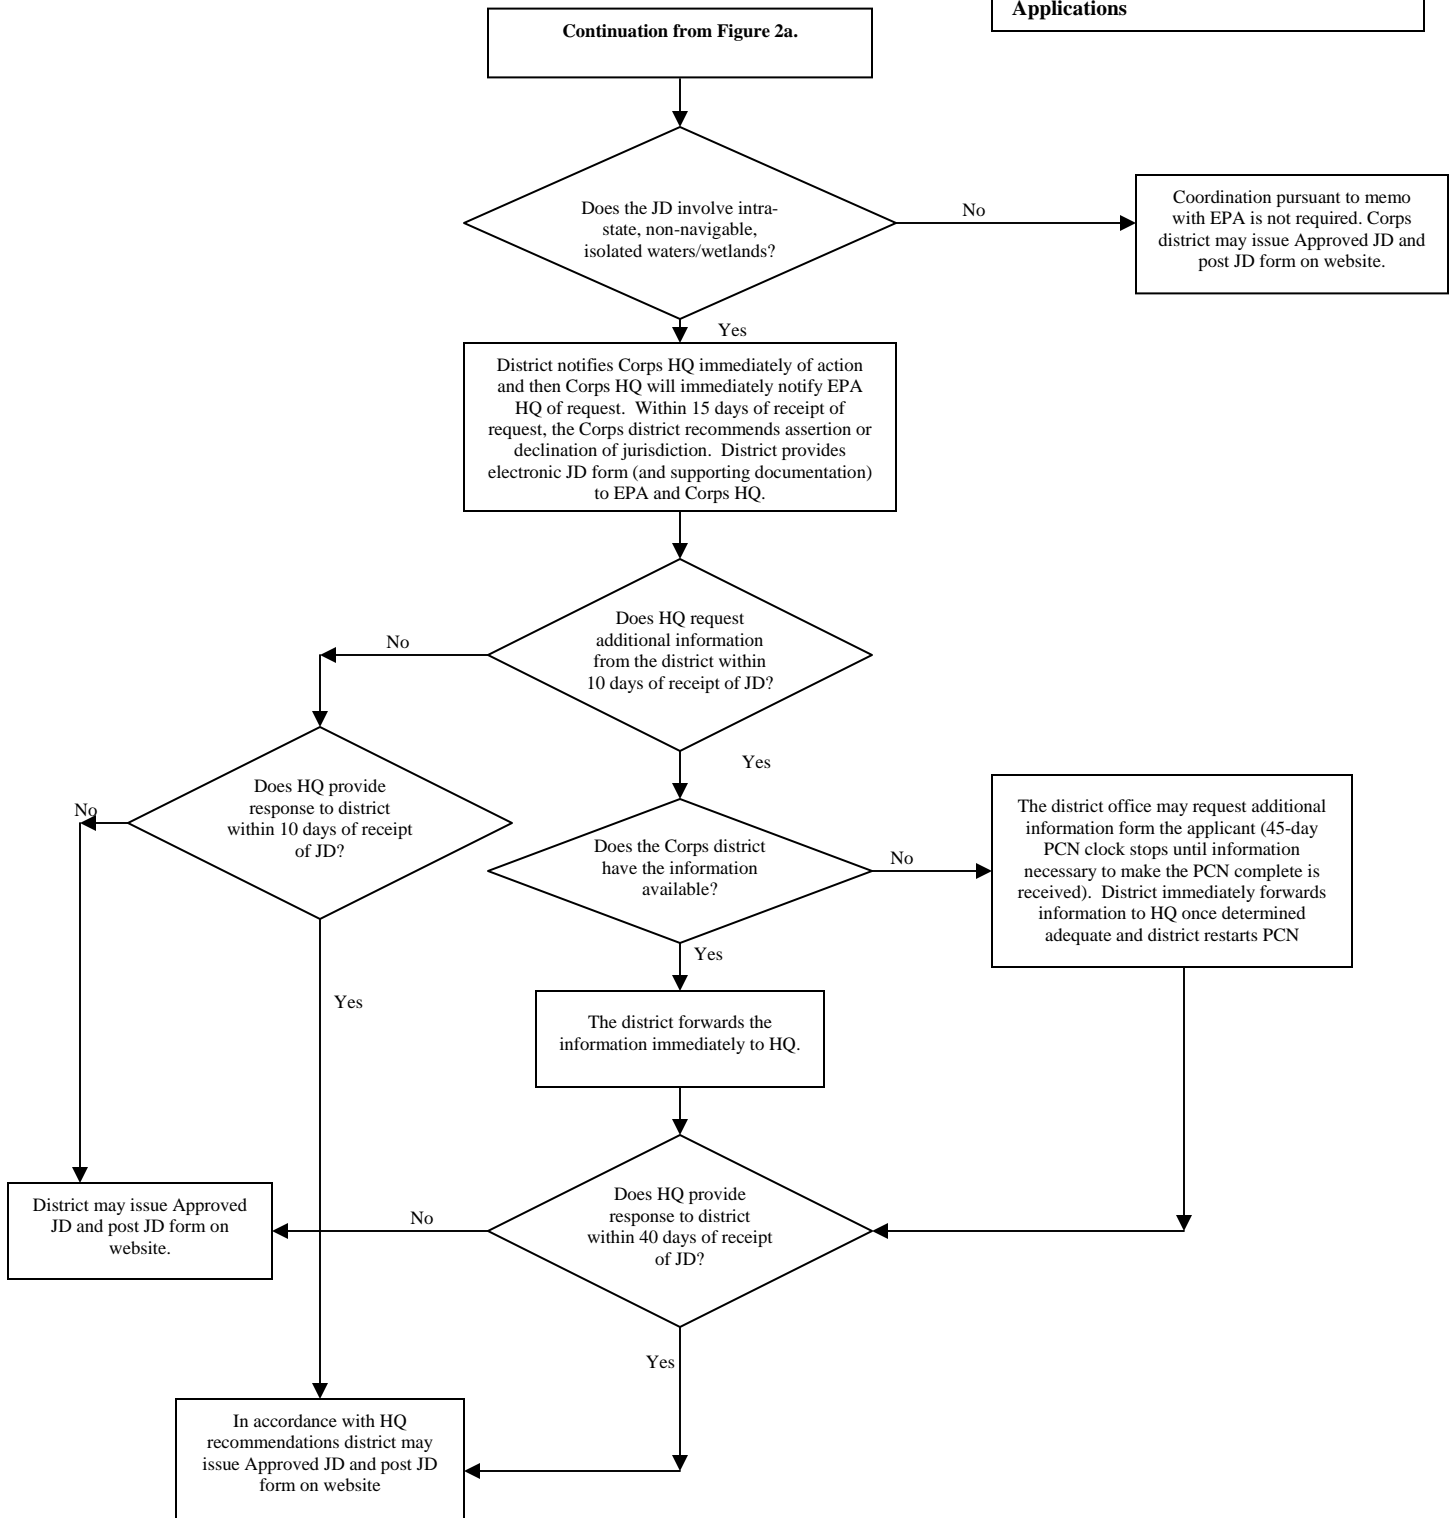 Applications
Continuation from Figure 2a.
Does the JD involve intra-
state, non-navigable,
isolated waters/wetlands?
No
Coordination pursuant to memo
with EPA is not required. Corps
district may issue Approved JD and
post JD form on website.
Yes
District notifies Corps HQ immediately of action
and then Corps HQ will immediately notify EPA
HQ of request.  Within 15 days of receipt of
request, the Corps district recommends assertion or
declination of jurisdiction.  District provides
electronic JD form (and supporting documentation)
to EPA and Corps HQ.
Does HQ request
additional information
from the district within
10 days of receipt of JD?
No
Yes
Does HQ provide
response to district
within 10 days of receipt
of JD?
No
Yes
Does the Corps district
have the information
available?
No
The district office may request additional
information form the applicant (45-day
PCN clock stops until information
necessary to make the PCN complete is
received).  District immediately forwards
information to HQ once determined
adequate and district restarts PCN
Yes
The district forwards the
information immediately to HQ.
Does HQ provide
response to district
within 40 days of receipt
of JD?
No
District may issue Approved
JD and post JD form on
website.
Yes
In accordance with HQ
recommendations district may
issue Approved JD and post JD
form on website